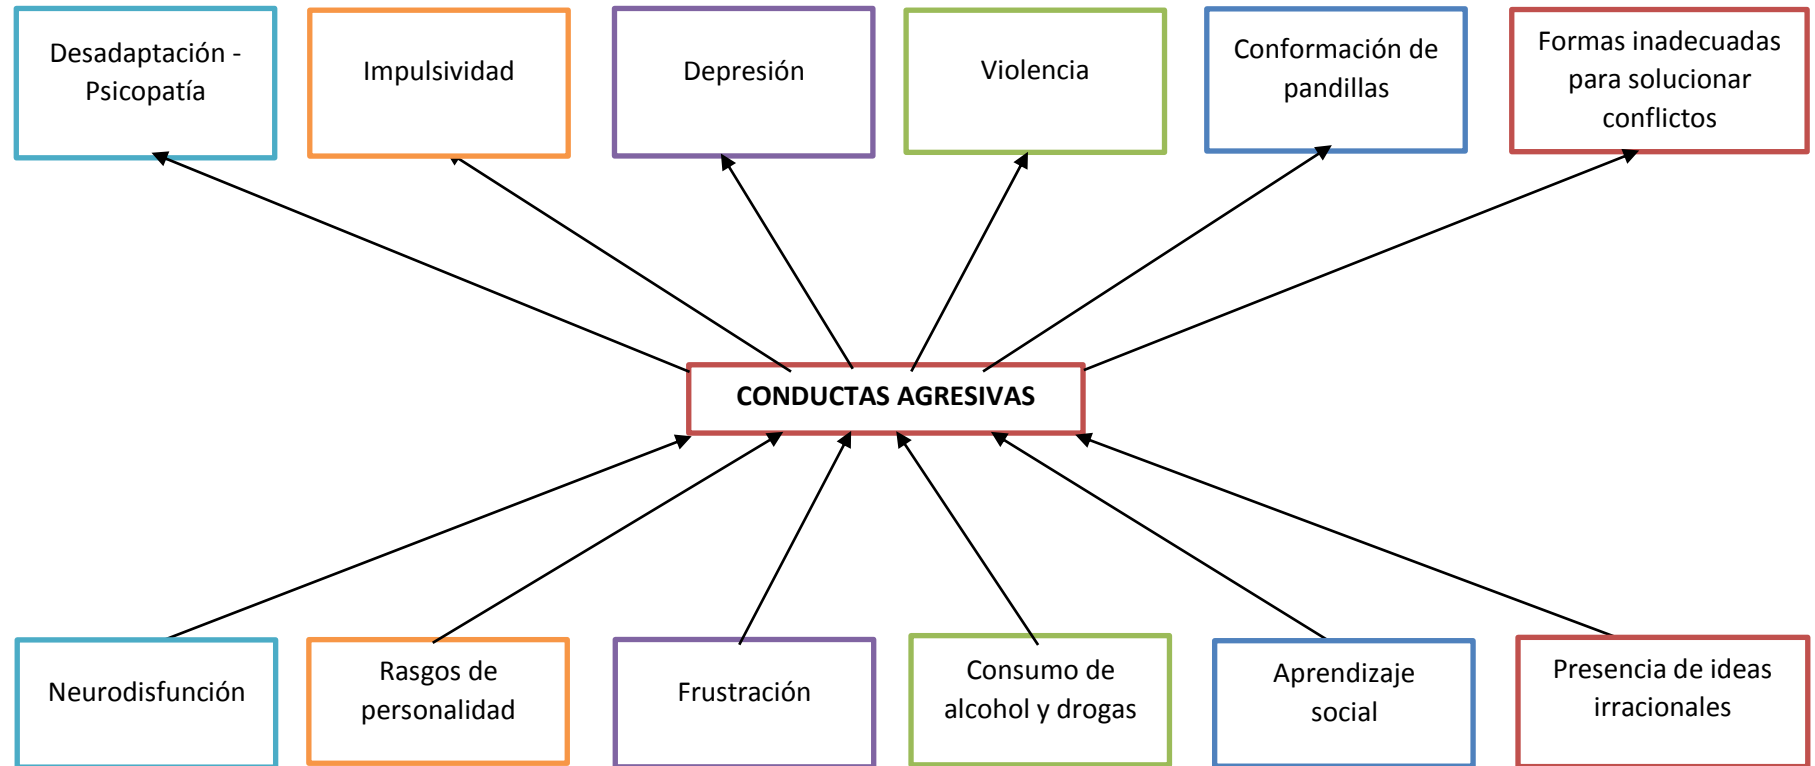 Desadaptación -
Psicopatía
Impulsividad
Depresión
Violencia
Conformación de
pandillas
Formas inadecuadas
para solucionar
conflictos
CONDUCTAS AGRESIVAS
Neurodisfunción
Rasgos de
personalidad
Frustración
Consumo de
alcohol y drogas
Aprendizaje
social
Presencia de ideas
irracionales